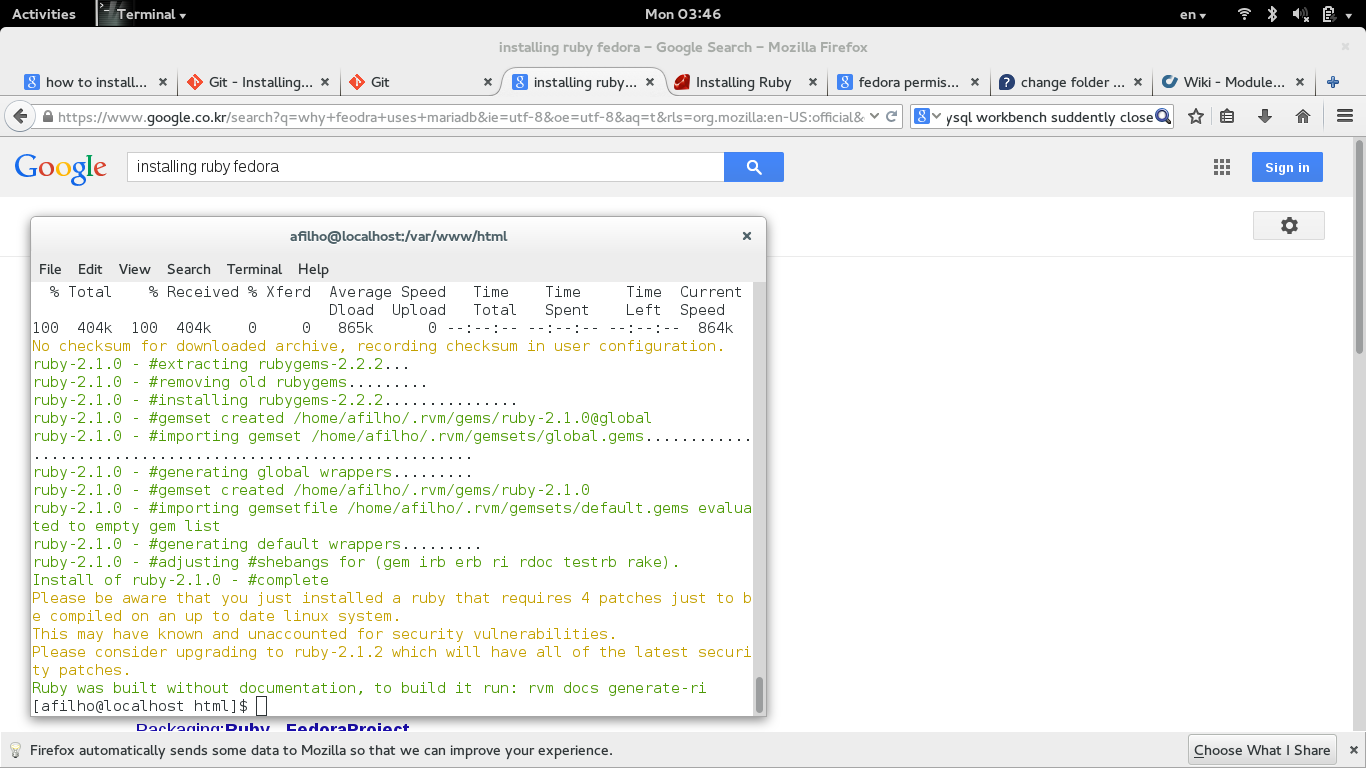 Activities Terminal Mon 03:46 en
installing ruby fedora – Google Search – Mozilla Firefox
how to install... Git - Installing... Git installing ruby... Installing Ruby fedora permis... change folder ... Wiki - Module...
https://www.google.co.kr/search?q=why+feodra+uses+mariadb&ie=utf-8&oe=utf-8&aq=t&rls=org.mozilla:en-US:official& ysql workbench suddently close
Google installing ruby fedora Sign in
afilho@localhost:/var/www/html
File Edit View Search Terminal Help
% Total % Received % Xferd Average Speed Time Time Time Current
Dload Upload Total Spent Left Speed
100 404k 100 404k 0 0 865k 0 --:--:-- --:--:-- --:--:-- 864k
No checksum for downloaded archive, recording checksum in user configuration.
ruby-2.1.0 - #extracting rubygems-2.2.2...
ruby-2.1.0 - #removing old rubygems.........
ruby-2.1.0 - #installing rubygems-2.2.2...............
ruby-2.1.0 - #gemset created /home/afilho/.rvm/gems/ruby-2.1.0@global
ruby-2.1.0 - #importing gemset /home/afilho/.rvm/gemsets/global.gems............
.................................................
ruby-2.1.0 - #generating global wrappers.........
ruby-2.1.0 - #gemset created /home/afilho/.rvm/gems/ruby-2.1.0
ruby-2.1.0 - #importing gemsetfile /home/afilho/.rvm/gemsets/default.gems evalua
ted to empty gem list
ruby-2.1.0 - #generating default wrappers.........
ruby-2.1.0 - #adjusting #shebangs for (gem irb erb ri rdoc testrb rake).
Install of ruby-2.1.0 - #complete
Please be aware that you just installed a ruby that requires 4 patches just to b
e compiled on an up to date linux system.
This may have known and unaccounted for security vulnerabilities.
Please consider upgrading to ruby-2.1.2 which will have all of the latest securi
ty patches.
Ruby was built without documentation, to build it run: rvm docs generate-ri
[afilho@localhost html]$
Packaging:Ruby - FedoraProject
Firefox automatically sends some data to Mozilla so that we can improve your experience. Choose What I Share